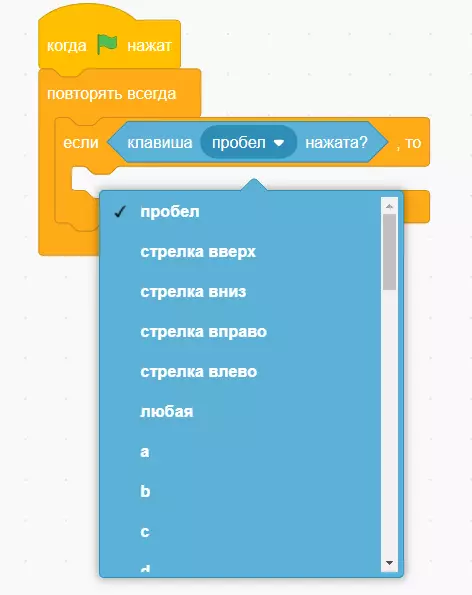 когда нажат
повторять всегда
если клавиша пробел нажата? , то
✓ пробел
стрелка вверх
стрелка вниз
стрелка вправо
стрелка влево
любая
a
b
c
d